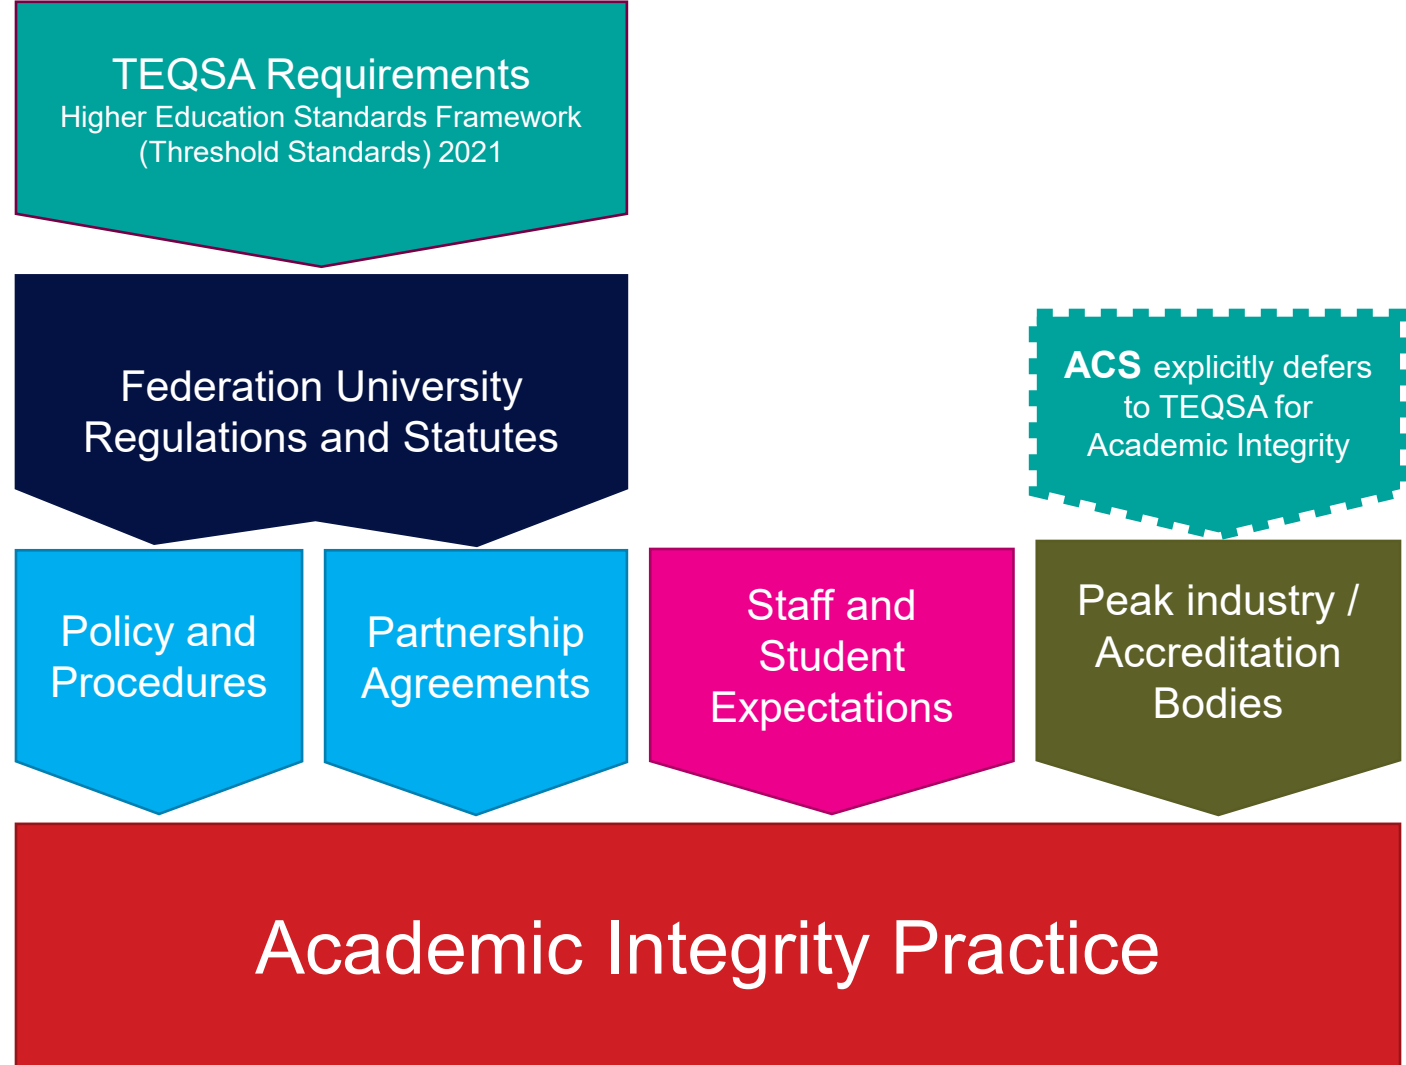 TEQSA Requirements
Higher Education Standards Framework
(Threshold Standards) 2021
Federation University
Regulations and Statutes
ACS explicitly defers
to TEQSA for
Academic Integrity
Policy and
Procedures
Partnership
Agreements
Staff and
Student
Expectations
Peak industry /
Accreditation
Bodies
Academic Integrity Practice